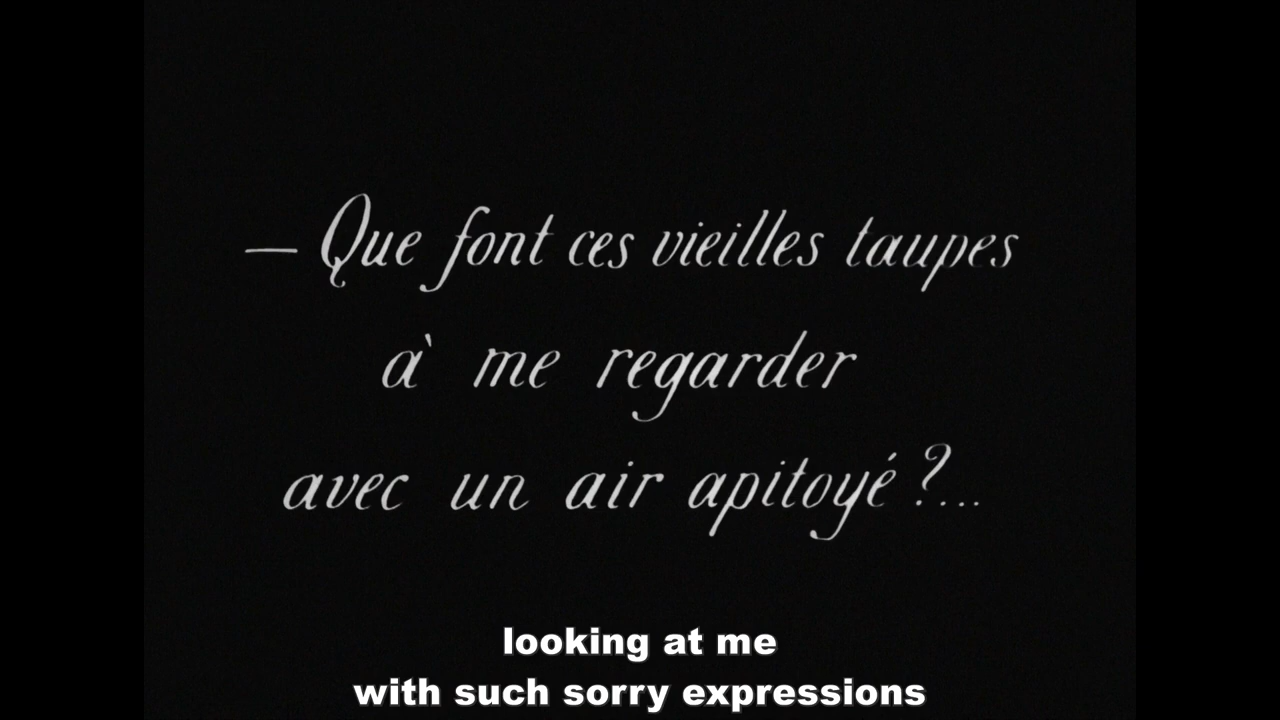 — Que font ces vieilles taupes
à me regarder
avec un air apitoyé ?...
looking at me
with such sorry expressions